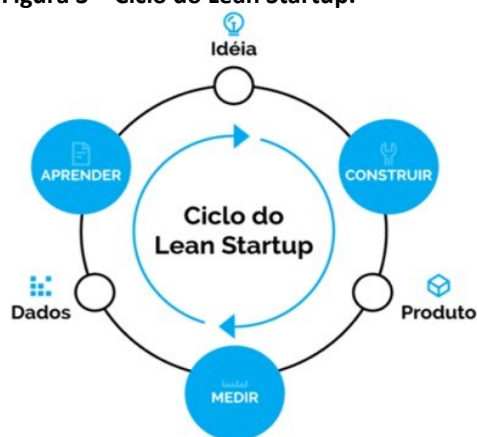 Figura 3 – Ciclo do Lean Startup.
Idéia
APRENDER
CONSTRUIR
Ciclo do
Lean Startup
Dados
Produto
MEDIR